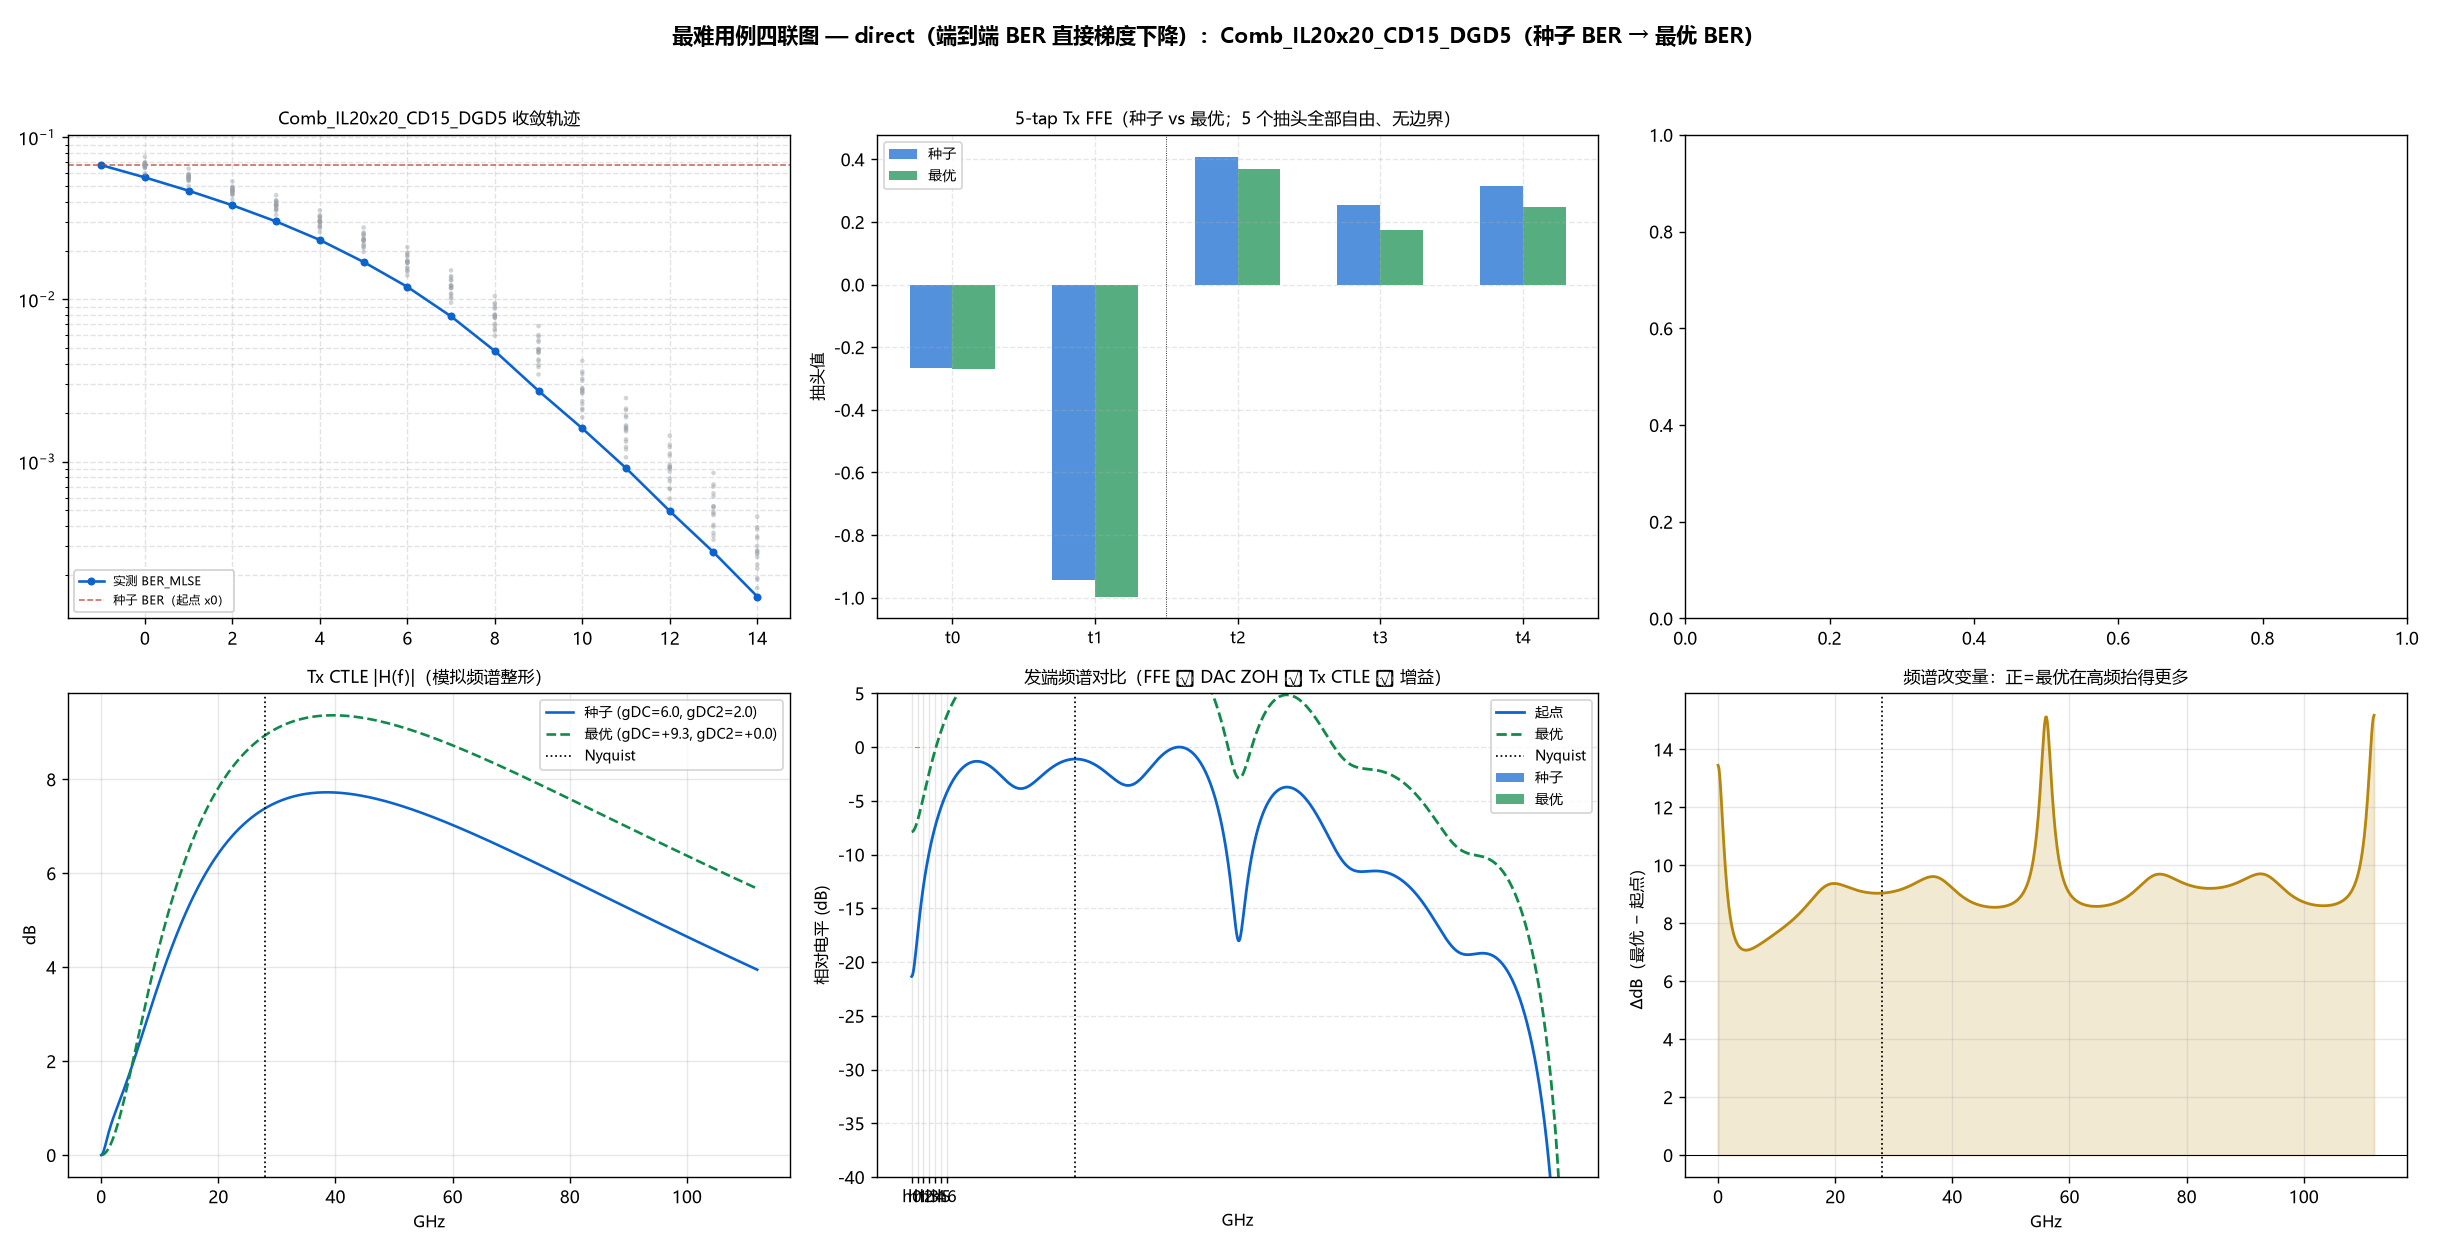 最难用例四联图 — direct（端到端 BER 直接梯度下降）：Comb_IL20x20_CD15_DGD5（种子 BER → 最优 BER）
Comb_IL20x20_CD15_DGD5 收敛轨迹
10⁻¹
10⁻²
10⁻³
实测 BER_MLSE
种子 BER（起点 x0）
0 2 4 6 8 10 12 14
5-tap Tx FFE（种子 vs 最优；5 个抽头全部自由、无边界）
抽头值
0.4
0.2
0.0
-0.2
-0.4
-0.6
-0.8
-1.0
种子
最优
t0 t1 t2 t3 t4
1.0
0.8
0.6
0.4
0.2
0.0
0.0 0.2 0.4 0.6 0.8 1.0
Tx CTLE |H(f)|（模拟频谱整形）
dB
8
6
4
2
0
种子 (gDC=6.0, gDC2=2.0)
最优 (gDC=+9.3, gDC2=+0.0)
Nyquist
0 20 40 60 80 100
GHz
发端频谱对比（FFE DAC ZOH Tx CTLE 增益）
相对电平 (dB)
5
0
-5
-10
-15
-20
-25
-30
-35
-40
起点
最优
Nyquist
种子
最优
GHz
频谱改变量：正=最优在高频抬得更多
ΔdB（最优 − 起点）
14
12
10
8
6
4
2
0
0 20 40 60 80 100
GHz